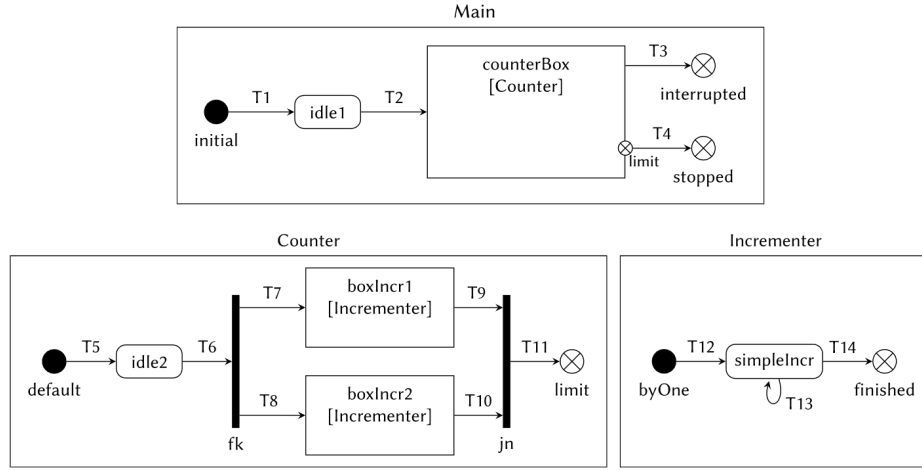 Main
T1
T2
T3
T4
initial
idle1
counterBox
[Counter]
interrupted
limit
stopped
Counter
T5
T6
T7
T8
T9
T10
T11
default
idle2
fk
boxIncr1
[Incrementer]
boxIncr2
[Incrementer]
jn
limit
Incrementer
T12
T14
byOne
simpleIncr
finished
T13